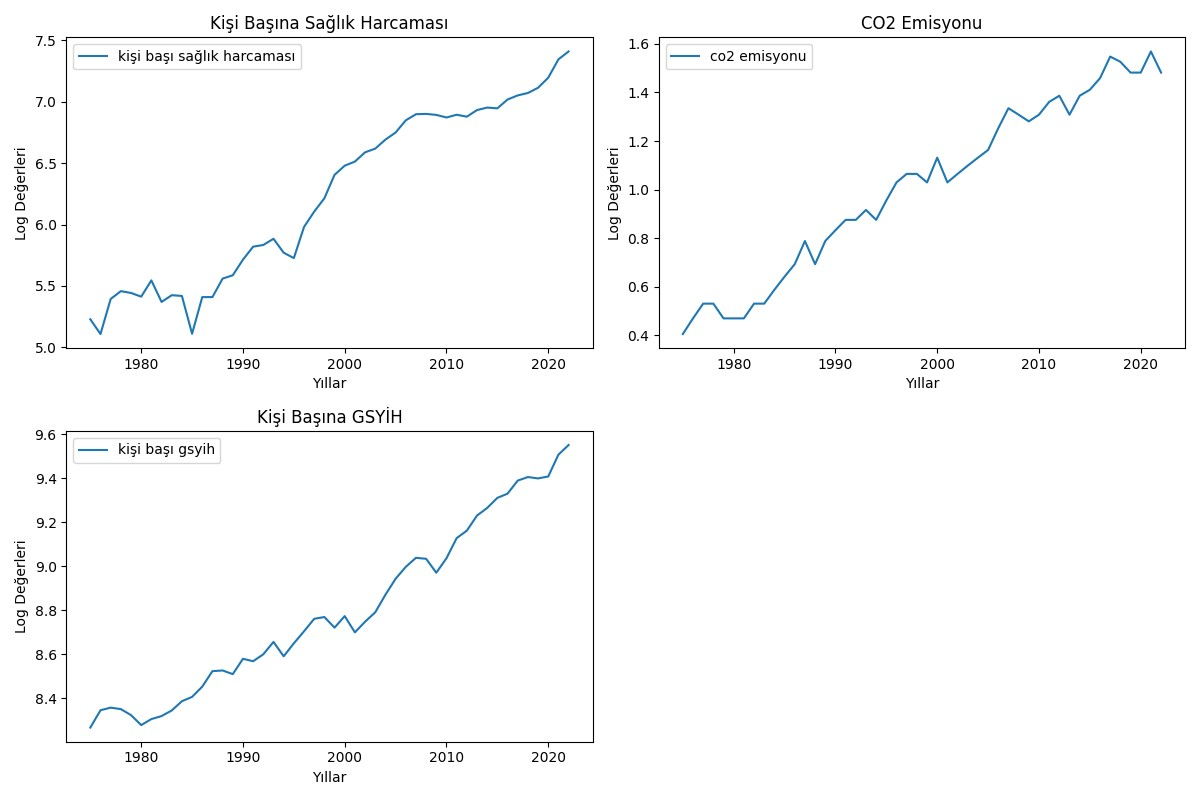 Kişi Başına Sağlık Harcaması
kişi başı sağlık harcaması
7.5
7.0
6.5
6.0
5.5
5.0
Log Değerleri
1980 1990 2000 2010 2020
Yıllar
CO2 Emisyonu
co2 emisyonu
1.6
1.4
1.2
1.0
0.8
0.6
0.4
Log Değerleri
1980 1990 2000 2010 2020
Yıllar
Kişi Başına GSYİH
kişi başı gsyih
9.6
9.4
9.2
9.0
8.8
8.6
8.4
Log Değerleri
1980 1990 2000 2010 2020
Yıllar